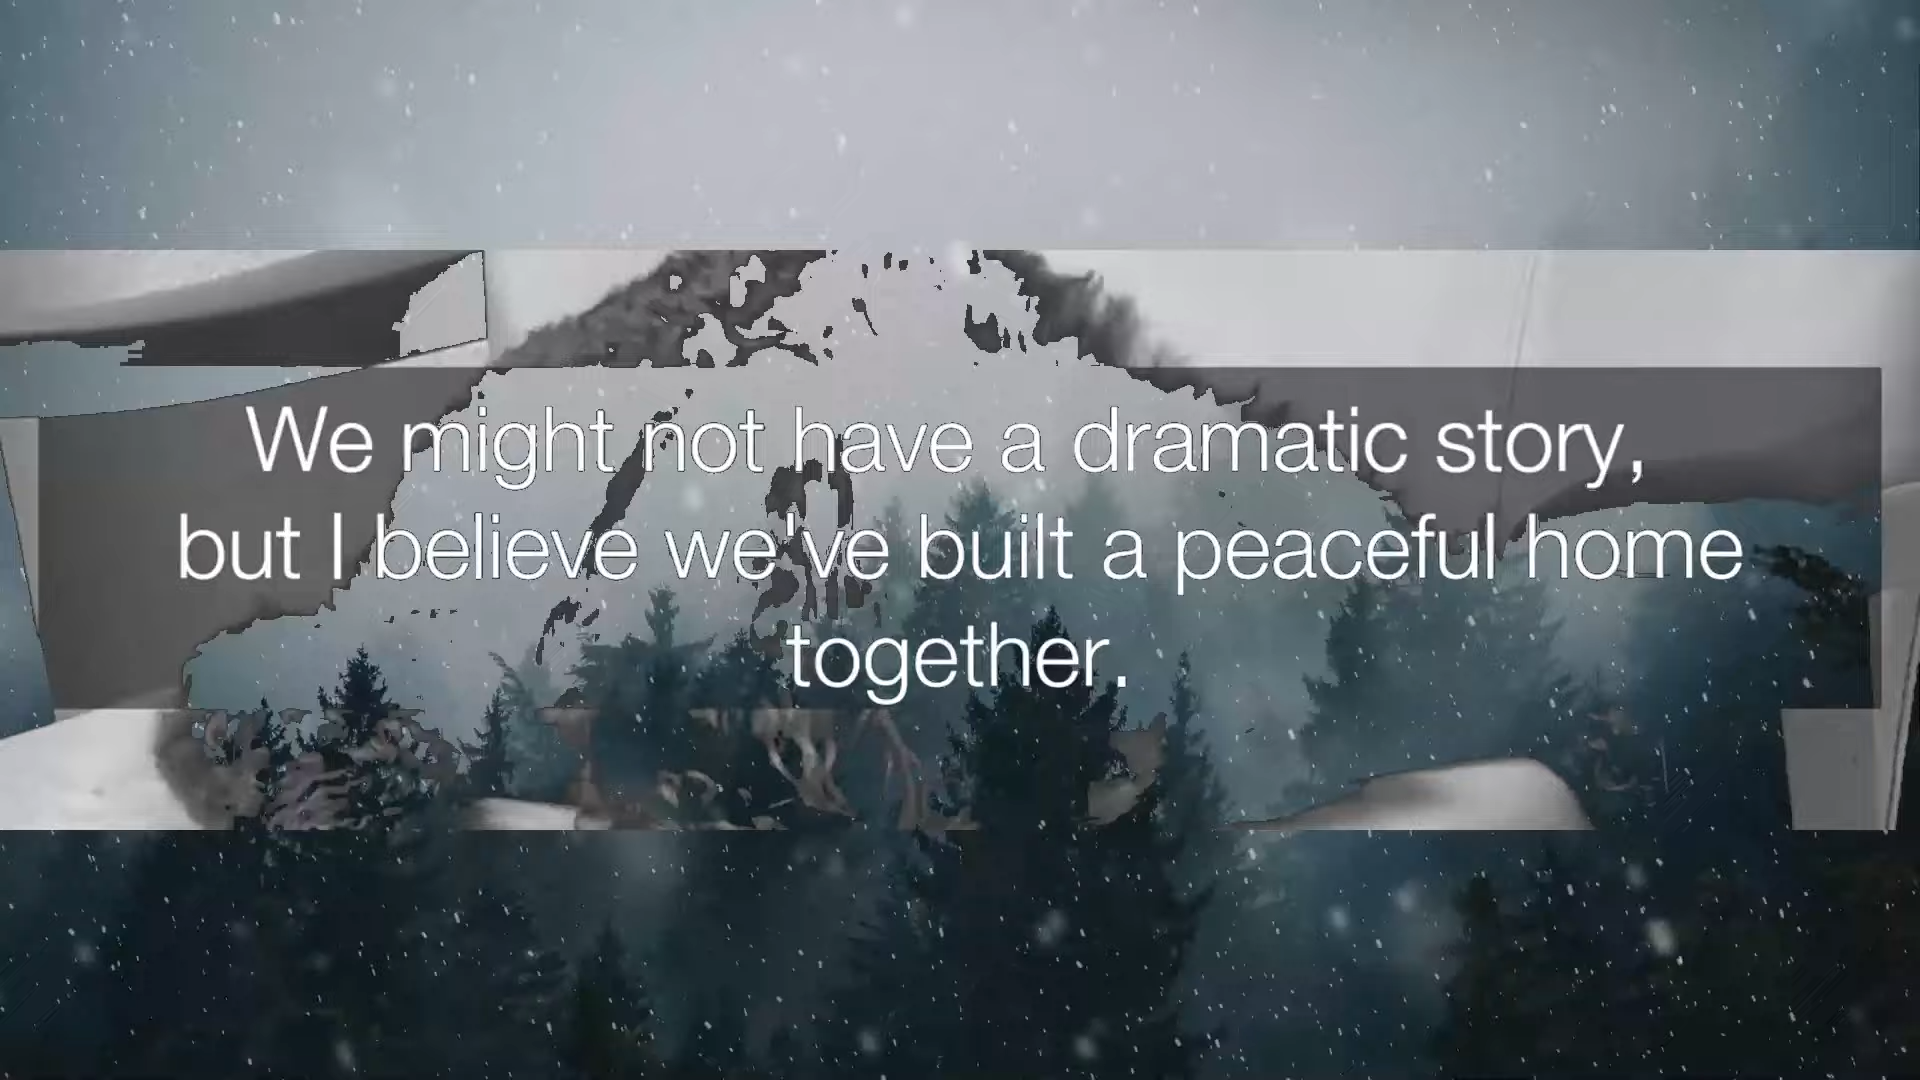 We might not have a dramatic story,
but I believe we've built a peaceful home
together.